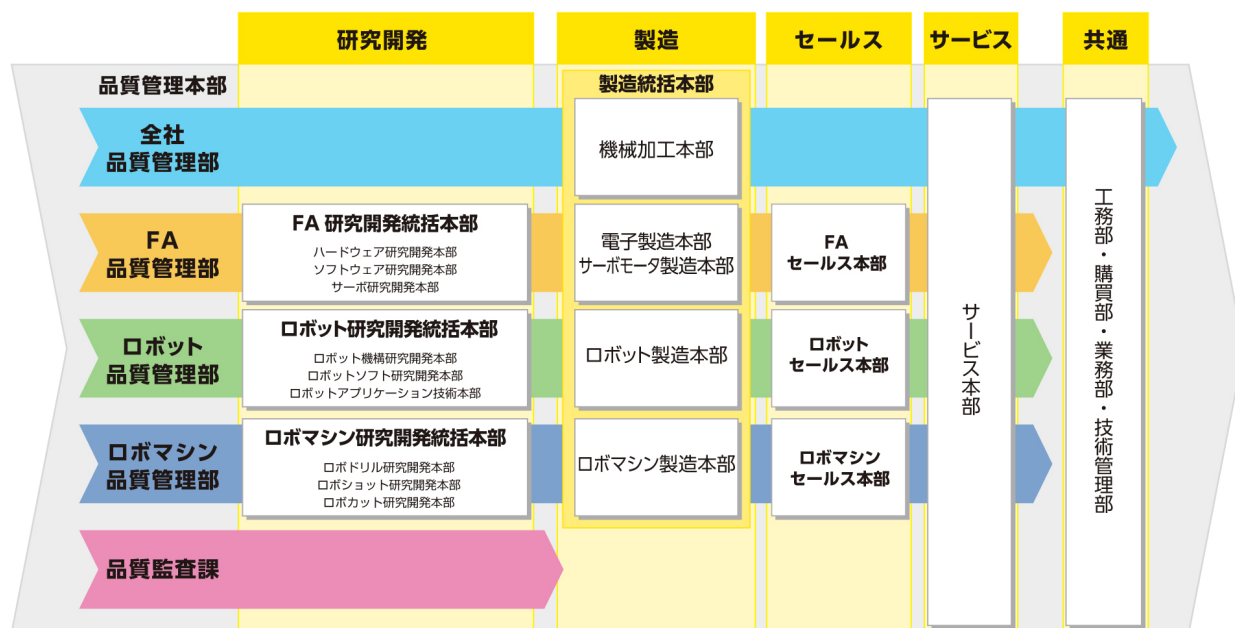 研究開発
製造
セールス
サービス
共通
品質管理本部
製造統括本部
全社
品質管理部
機械加工本部
FA
品質管理部
FA 研究開発統括本部
ハードウェア研究開発本部
ソフトウェア研究開発本部
サーボ研究開発本部
電子製造本部
サーボモータ製造本部
FA
セールス本部
ロボット
品質管理部
ロボット研究開発統括本部
ロボット機構研究開発本部
ロボットソフト研究開発本部
ロボットアプリケーション技術本部
ロボット製造本部
ロボット
セールス本部
ロボマシン
品質管理部
ロボマシン研究開発統括本部
ロボドリル研究開発本部
ロボショット研究開発本部
ロボカット研究開発本部
ロボマシン製造本部
ロボマシン
セールス本部
サービス本部
工務部・購買部・業務部・技術管理部
品質監査課